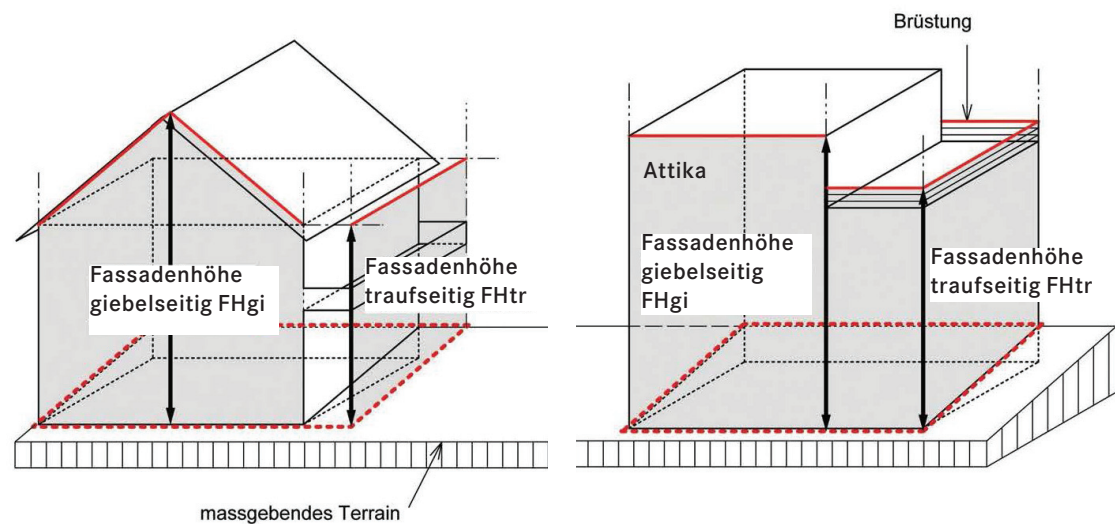 Fassadenhöhe
giebelseitig FHgi
Fassadenhöhe
traufseitig FHtr
massgebendes Terrain
Brüstung
Attika
Fassadenhöhe
giebelseitig
FHgi
Fassadenhöhe
traufseitig FHtr